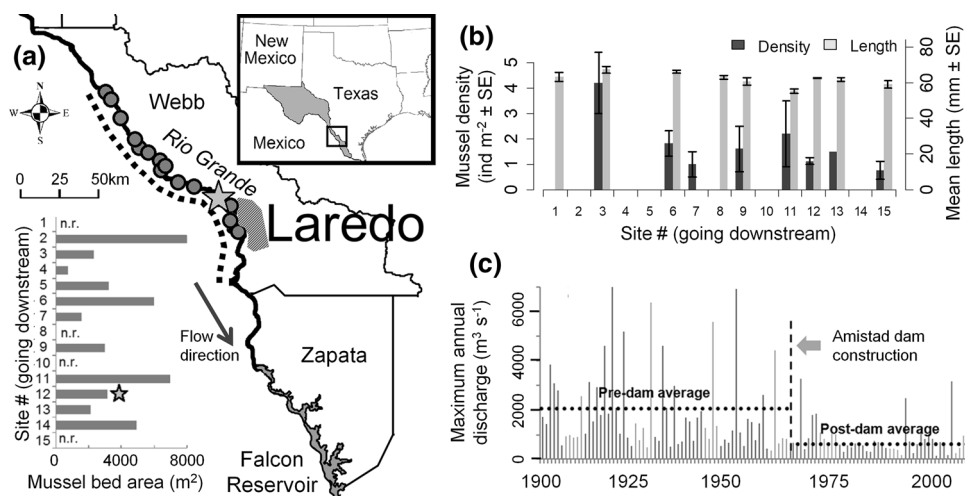 (a)
New
Mexico
Texas
Mexico
Webb
Rio Grande
N
W E
S
0 25 50km
Laredo
Flow
direction
Zapata
Falcon
Reservoir
Site # (going downstream)
1 n.r.
2
3
4
5
6
7
8 n.r.
9
10 n.r.
11
12
13
14
15 n.r.
0 4000 8000
Mussel bed area (m²)
(b)
Density Length
Mussel density
(ind m⁻² ± SE)
5
4
3
2
1
0
80
60
40
20
0
Mean length (mm ± SE)
1 2 3 4 5 6 7 8 9 10 11 12 13 14 15
Site # (going downstream)
(c)
Maximum annual
discharge (m³ s⁻¹)
6000
4000
2000
0
Amistad dam
construction
Pre-dam average
Post-dam average
1900 1925 1950 1975 2000